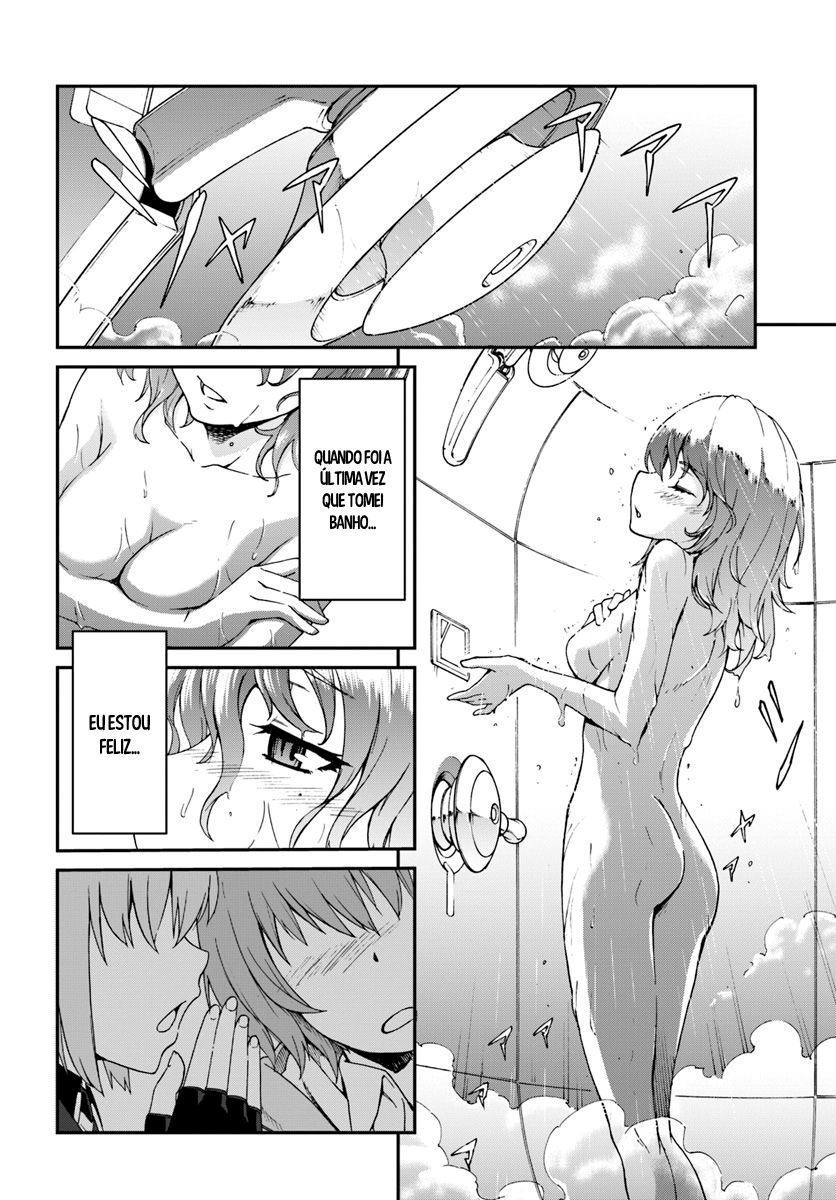 QUANDO FOI A
ÚLTIMA VEZ
QUE TOMEI
BANHO...
EU ESTOU
FELIZ...